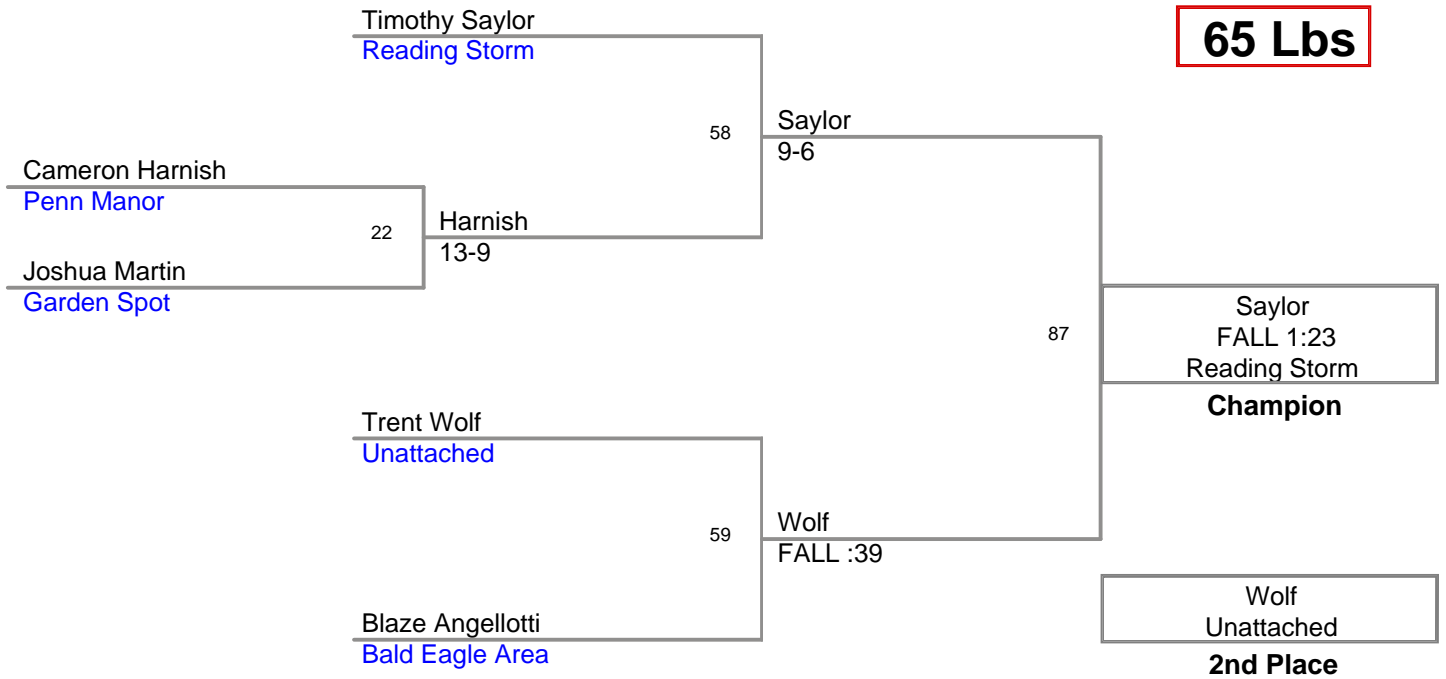 Timothy Saylor
Reading Storm
65 Lbs
58
Saylor
9-6
Cameron Harnish
Penn Manor
22
Harnish
13-9
Joshua Martin
Garden Spot
87
Saylor
FALL 1:23
Reading Storm
Champion
Trent Wolf
Unattached
59
Wolf
FALL :39
Blaze Angellotti
Bald Eagle Area
Wolf
Unattached
2nd Place